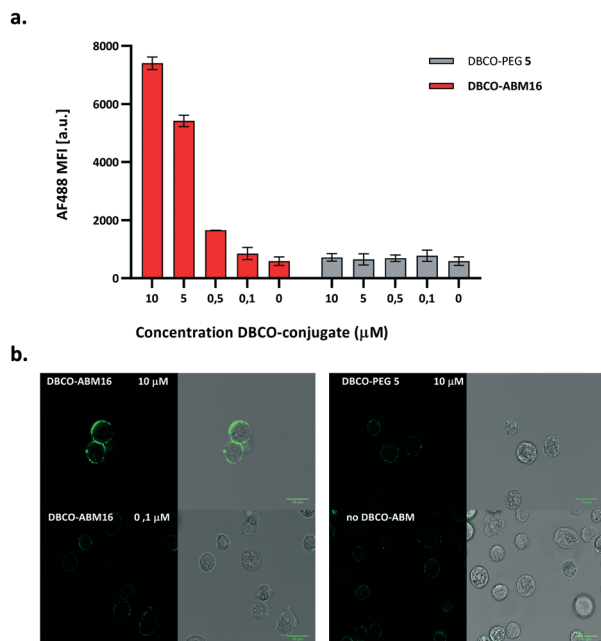 a.
AF488 MFI [a.u.]
8000
6000
4000
2000
0
DBCO-PEG 5
DBCO-ABM16
10 5 0,5 0,1 0 10 5 0,5 0,1 0
Concentration DBCO-conjugate (μM)
b.
DBCO-ABM16 10 μM
DBCO-PEG 5 10 μM
DBCO-ABM16 0 ,1 μM
no DBCO-ABM